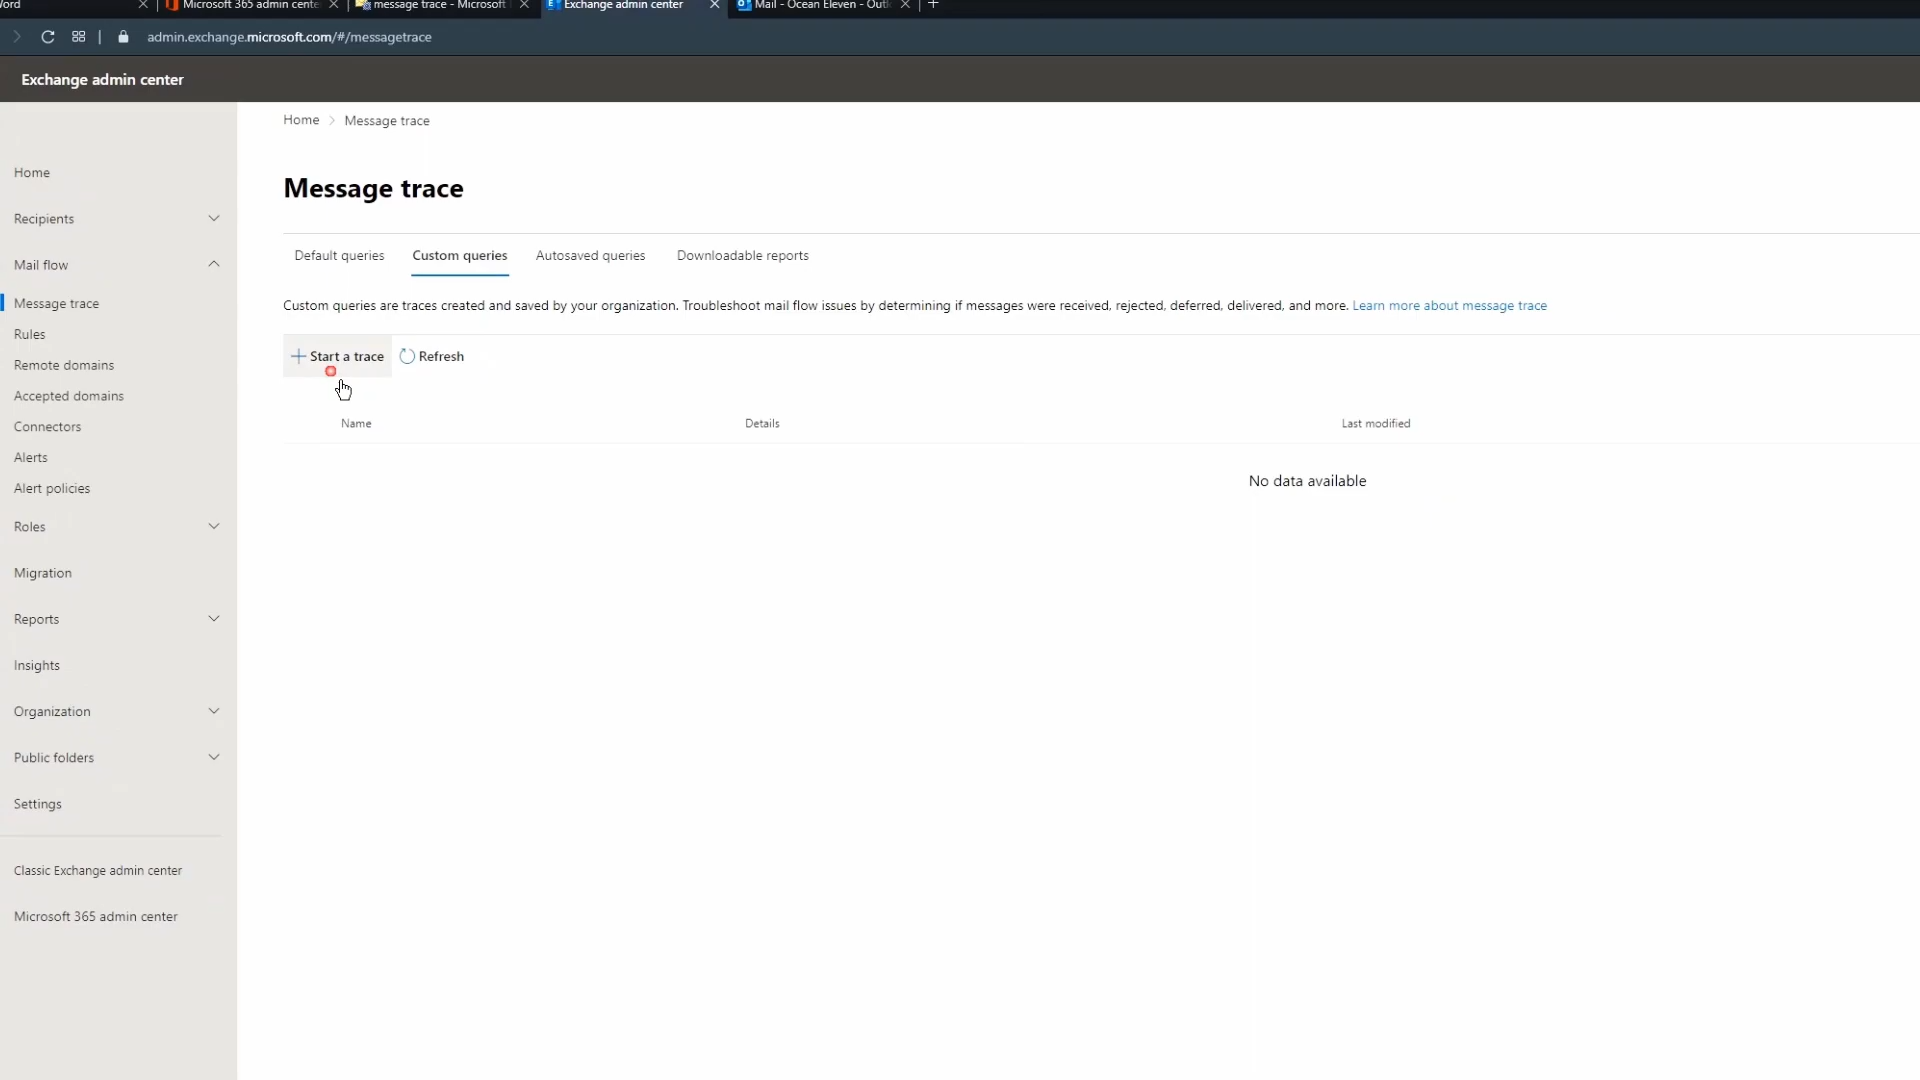 Word
Microsoft 365 admin cente
message trace - Microsoft
Exchange admin center
Mail - Ocean Eleven - Outl
admin.exchange.microsoft.com/#/messagetrace
Exchange admin center
Home
Message trace
Home
Recipients
Mail flow
Message trace
Rules
Remote domains
Accepted domains
Connectors
Alerts
Alert policies
Roles
Migration
Reports
Insights
Organization
Public folders
Settings
Classic Exchange admin center
Microsoft 365 admin center
Message trace
Default queries
Custom queries
Autosaved queries
Downloadable reports
Custom queries are traces created and saved by your organization. Troubleshoot mail flow issues by determining if messages were received, rejected, deferred, delivered, and more. Learn more about message trace
Start a trace
Refresh
Name
Details
Last modified
No data available